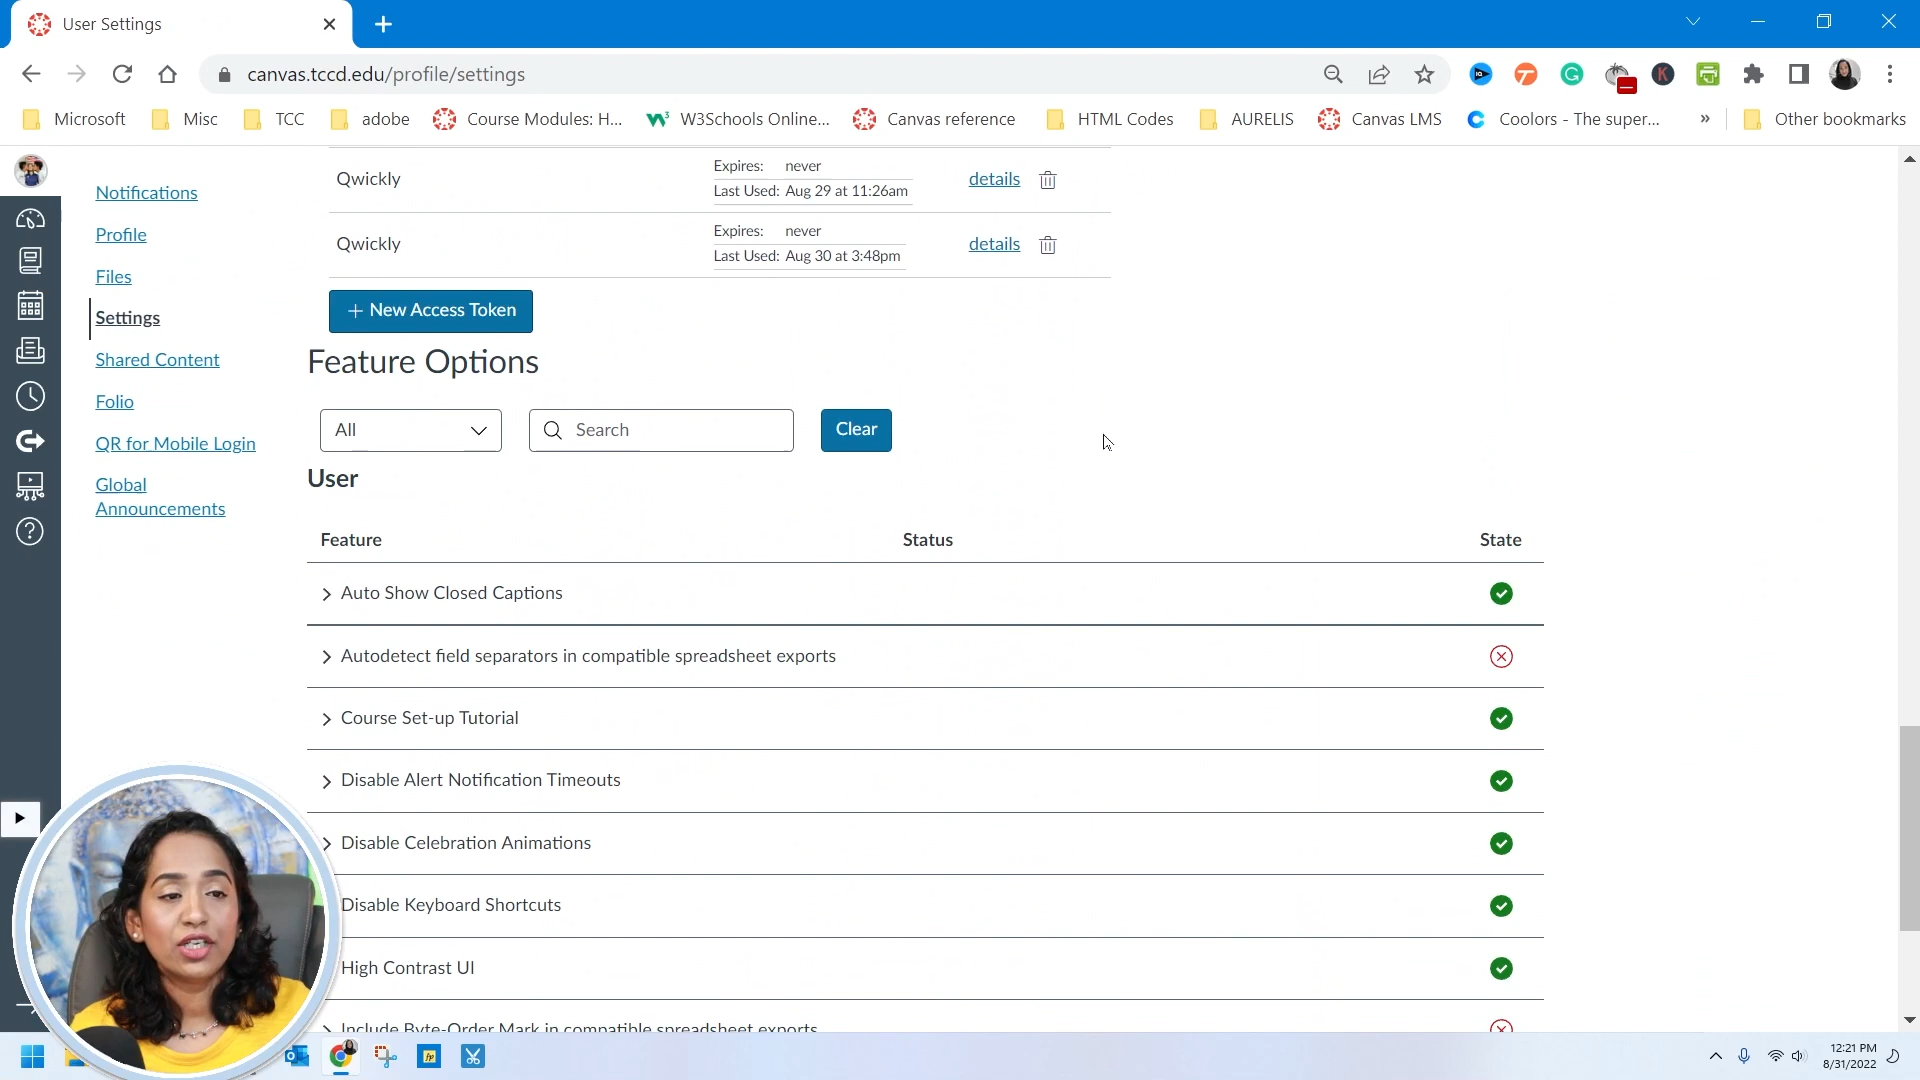 User Settings
canvas.tccd.edu/profile/settings
Microsoft
Misc
TCC
adobe
Course Modules: H...
W3Schools Online...
Canvas reference
HTML Codes
AURELIS
Canvas LMS
Coolors - The super...
»
Other bookmarks
Notifications
Profile
Files
Settings
Shared Content
Folio
QR for Mobile Login
Global
Announcements
Qwickly
Expires: never
Last Used: Aug 29 at 11:26am
details
Qwickly
Expires: never
Last Used: Aug 30 at 3:48pm
details
+ New Access Token
Feature Options
All
Search
Clear
User
Feature Status State
Auto Show Closed Captions
Autodetect field separators in compatible spreadsheet exports
Course Set-up Tutorial
Disable Alert Notification Timeouts
Disable Celebration Animations
Disable Keyboard Shortcuts
High Contrast UI
Include Byte-Order Mark in compatible spreadsheet exports
12:21 PM
8/31/2022